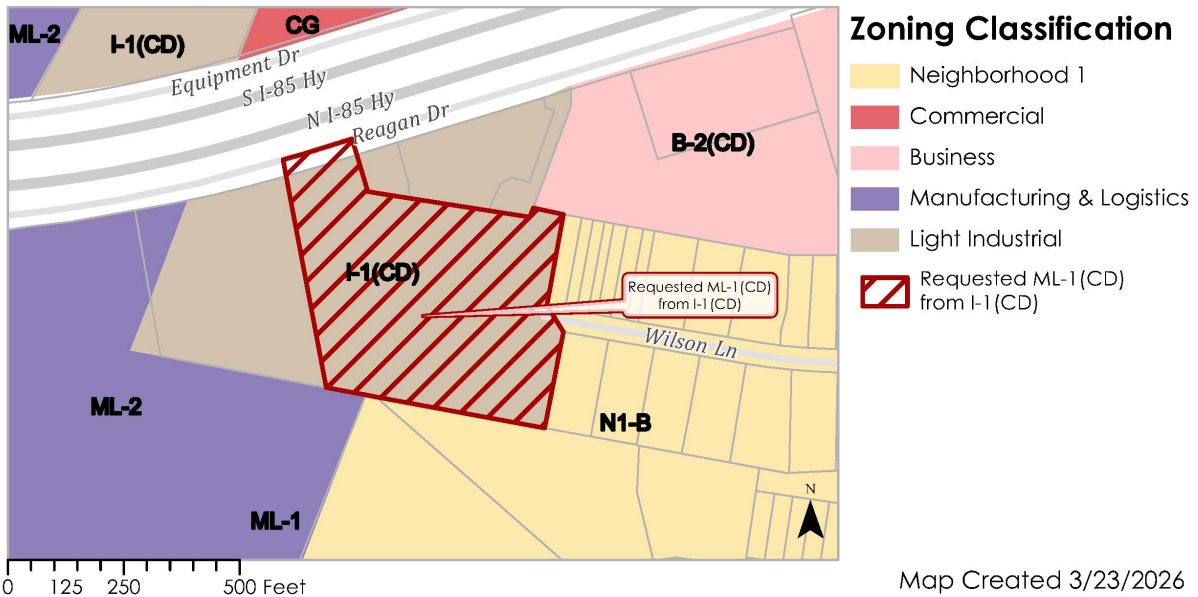 ML-2
I-1(CD)
CG
Equipment Dr
S I-85 Hy
N I-85 Hy
Reagan Dr
B-2(CD)
I-1(CD)
Requested ML-1(CD)
from I-1(CD)
Wilson Ln
ML-2
N1-B
ML-1
N
0 125 250 500 Feet
Zoning Classification
Neighborhood 1
Commercial
Business
Manufacturing & Logistics
Light Industrial
Requested ML-1(CD)
from I-1(CD)
Map Created 3/23/2026